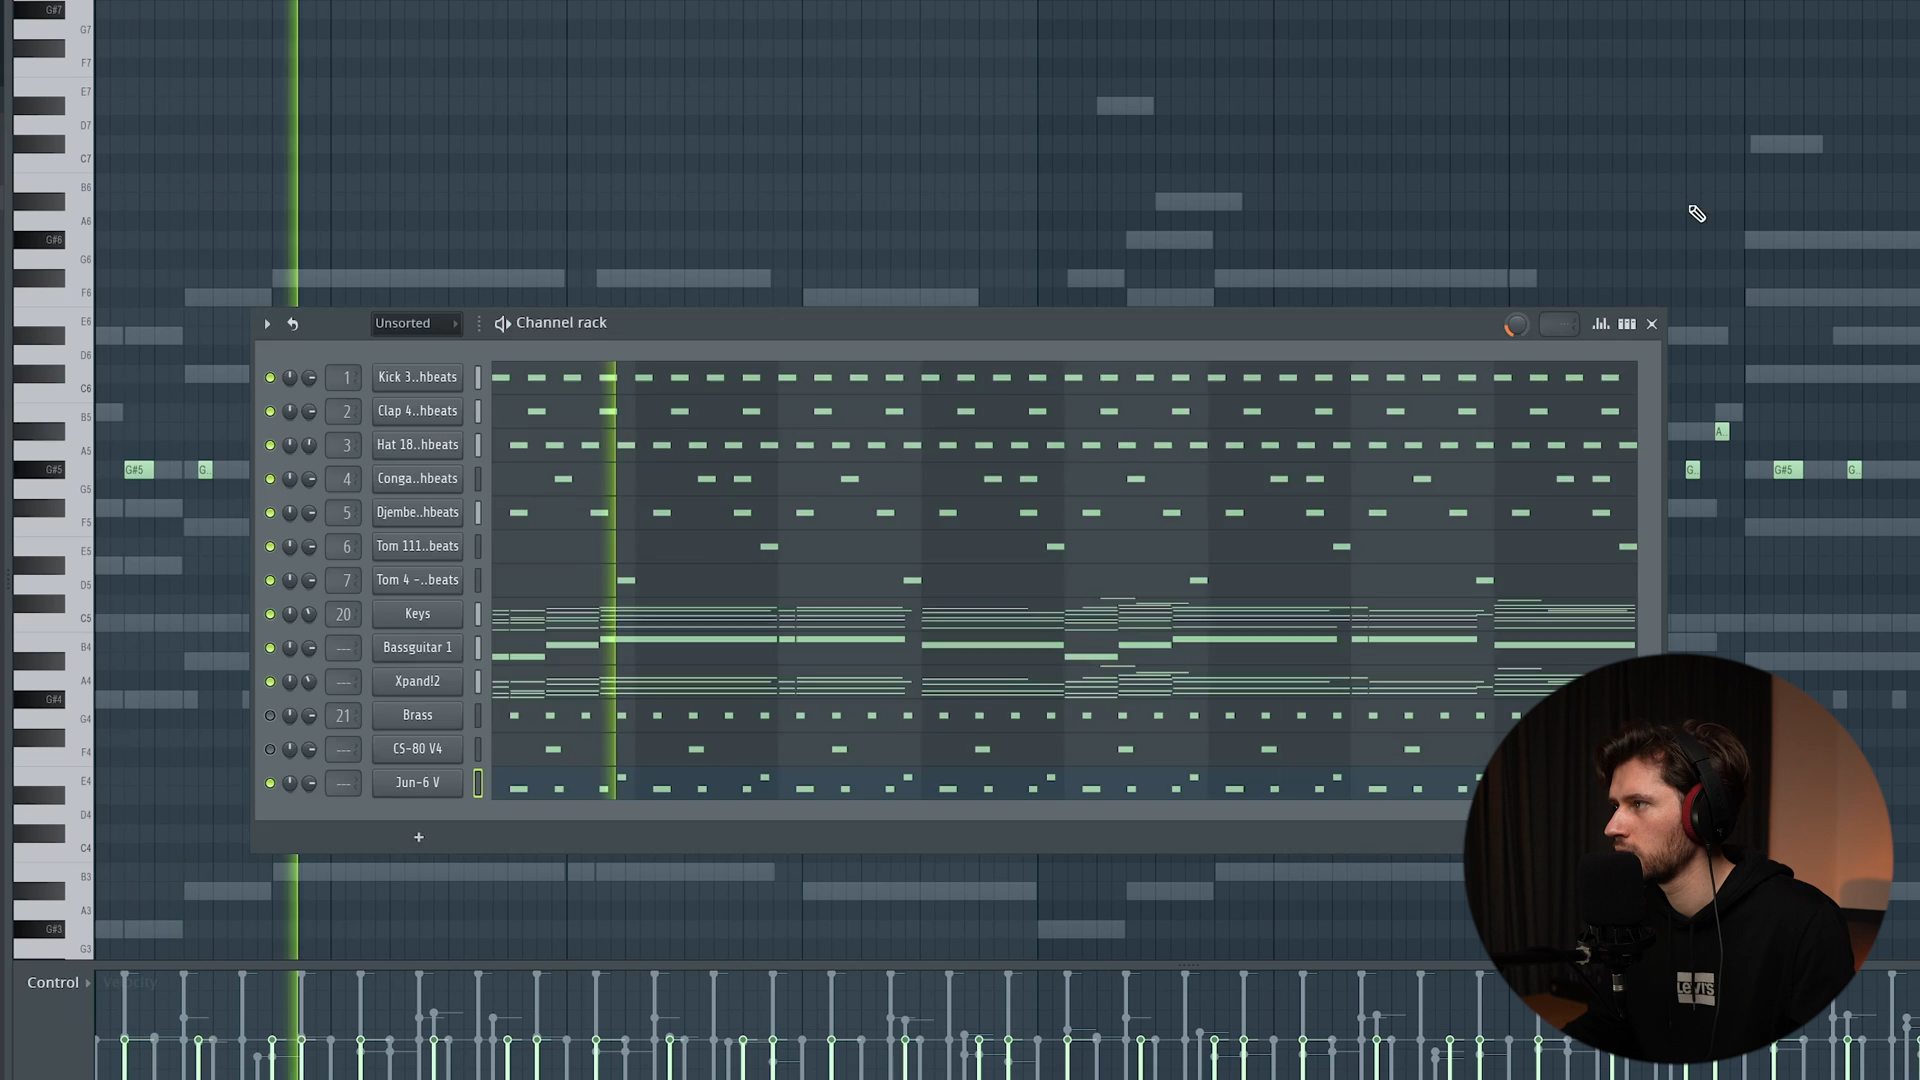 G#7
G7
F7
E7
D7
C7
B6
A6
G#6
G6
F6
E6
D6
C6
B5
A5
G#5
G5
F5
E5
D5
C5
B4
A4
G#4
G4
F4
E4
D4
C4
B3
A3
G#3
G3
G#5
G..
Unsorted
Channel rack
1 Kick 3..hbeats
2 Clap 4..hbeats
3 Hat 18..hbeats
4 Conga..hbeats
5 Djembe..hbeats
6 Tom 111..beats
7 Tom 4 -..beats
20 Keys
--- Bassguitar 1
--- Xpand!2
21 Brass
--- CS-80 V4
--- Jun-6 V
+
A..
G..
G#5
G..
Control
Velocity
LEVI'S